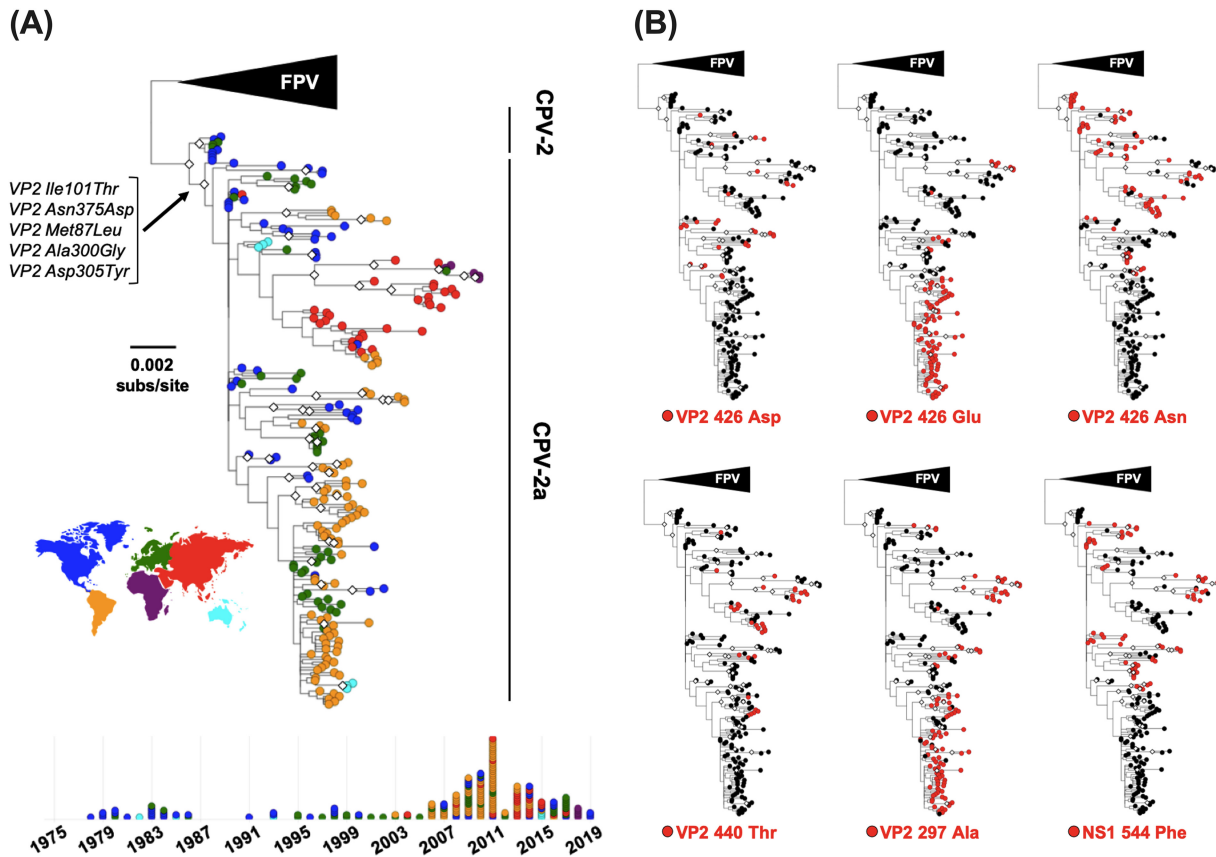 (A)
FPV
CPV-2
VP2 Ile101Thr
VP2 Asn375Asp
VP2 Met87Leu
VP2 Ala300Gly
VP2 Asp305Tyr
0.002
subs/site
CPV-2a
1975
1979
1983
1987
1991
1995
1999
2003
2007
2011
2015
2019
(B)
FPV
FPV
FPV
VP2 426 Asp
VP2 426 Glu
VP2 426 Asn
FPV
FPV
FPV
VP2 440 Thr
VP2 297 Ala
NS1 544 Phe